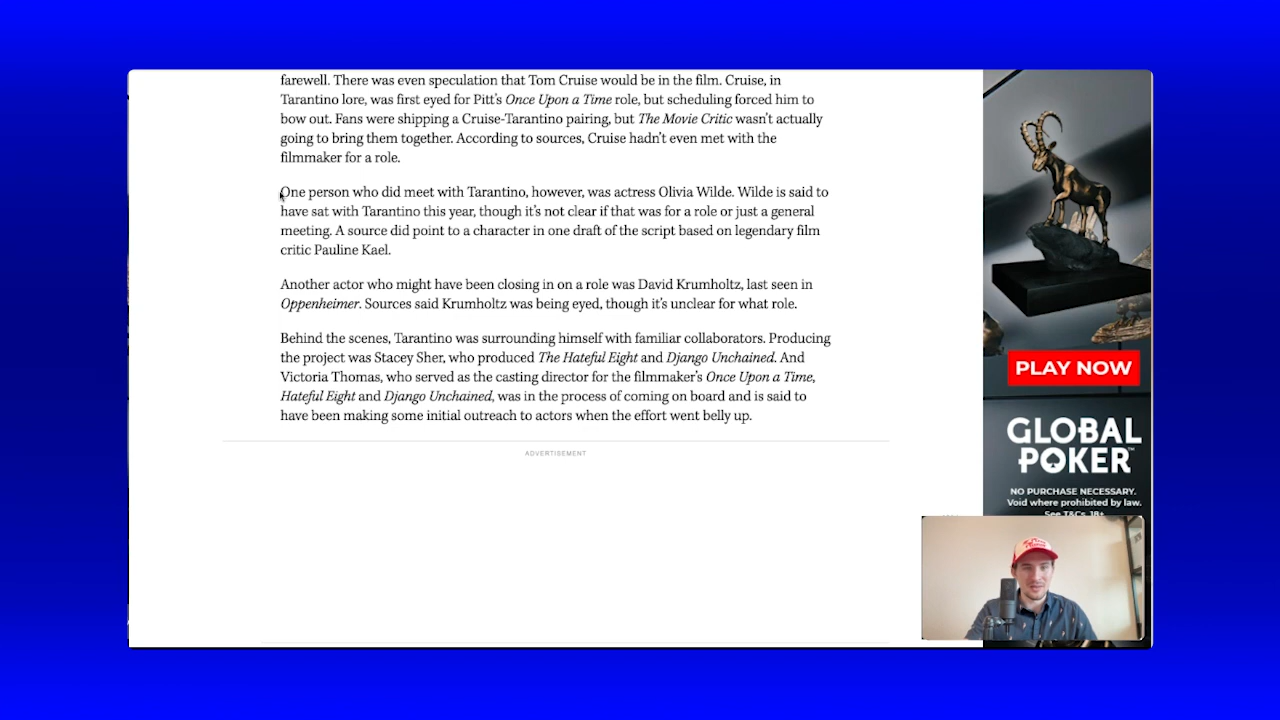 farewell. There was even speculation that Tom Cruise would be in the film. Cruise, in
Tarantino lore, was first eyed for Pitt's Once Upon a Time role, but scheduling forced him to
bow out. Fans were shipping a Cruise-Tarantino pairing, but The Movie Critic wasn't actually
going to bring them together. According to sources, Cruise hadn't even met with the
filmmaker for a role.
One person who did meet with Tarantino, however, was actress Olivia Wilde. Wilde is said to
have sat with Tarantino this year, though it's not clear if that was for a role or just a general
meeting. A source did point to a character in one draft of the script based on legendary film
critic Pauline Kael.
Another actor who might have been closing in on a role was David Krumholtz, last seen in
Oppenheimer. Sources said Krumholtz was being eyed, though it's unclear for what role.
Behind the scenes, Tarantino was surrounding himself with familiar collaborators. Producing
the project was Stacey Sher, who produced The Hateful Eight and Django Unchained. And
Victoria Thomas, who served as the casting director for the filmmaker's Once Upon a Time,
Hateful Eight and Django Unchained, was in the process of coming on board and is said to
have been making some initial outreach to actors when the effort went belly up.
ADVERTISEMENT
PLAY NOW
GLOBAL
POKER™
NO PURCHASE NECESSARY.
Void where prohibited by law.
See T&Cs. 18+